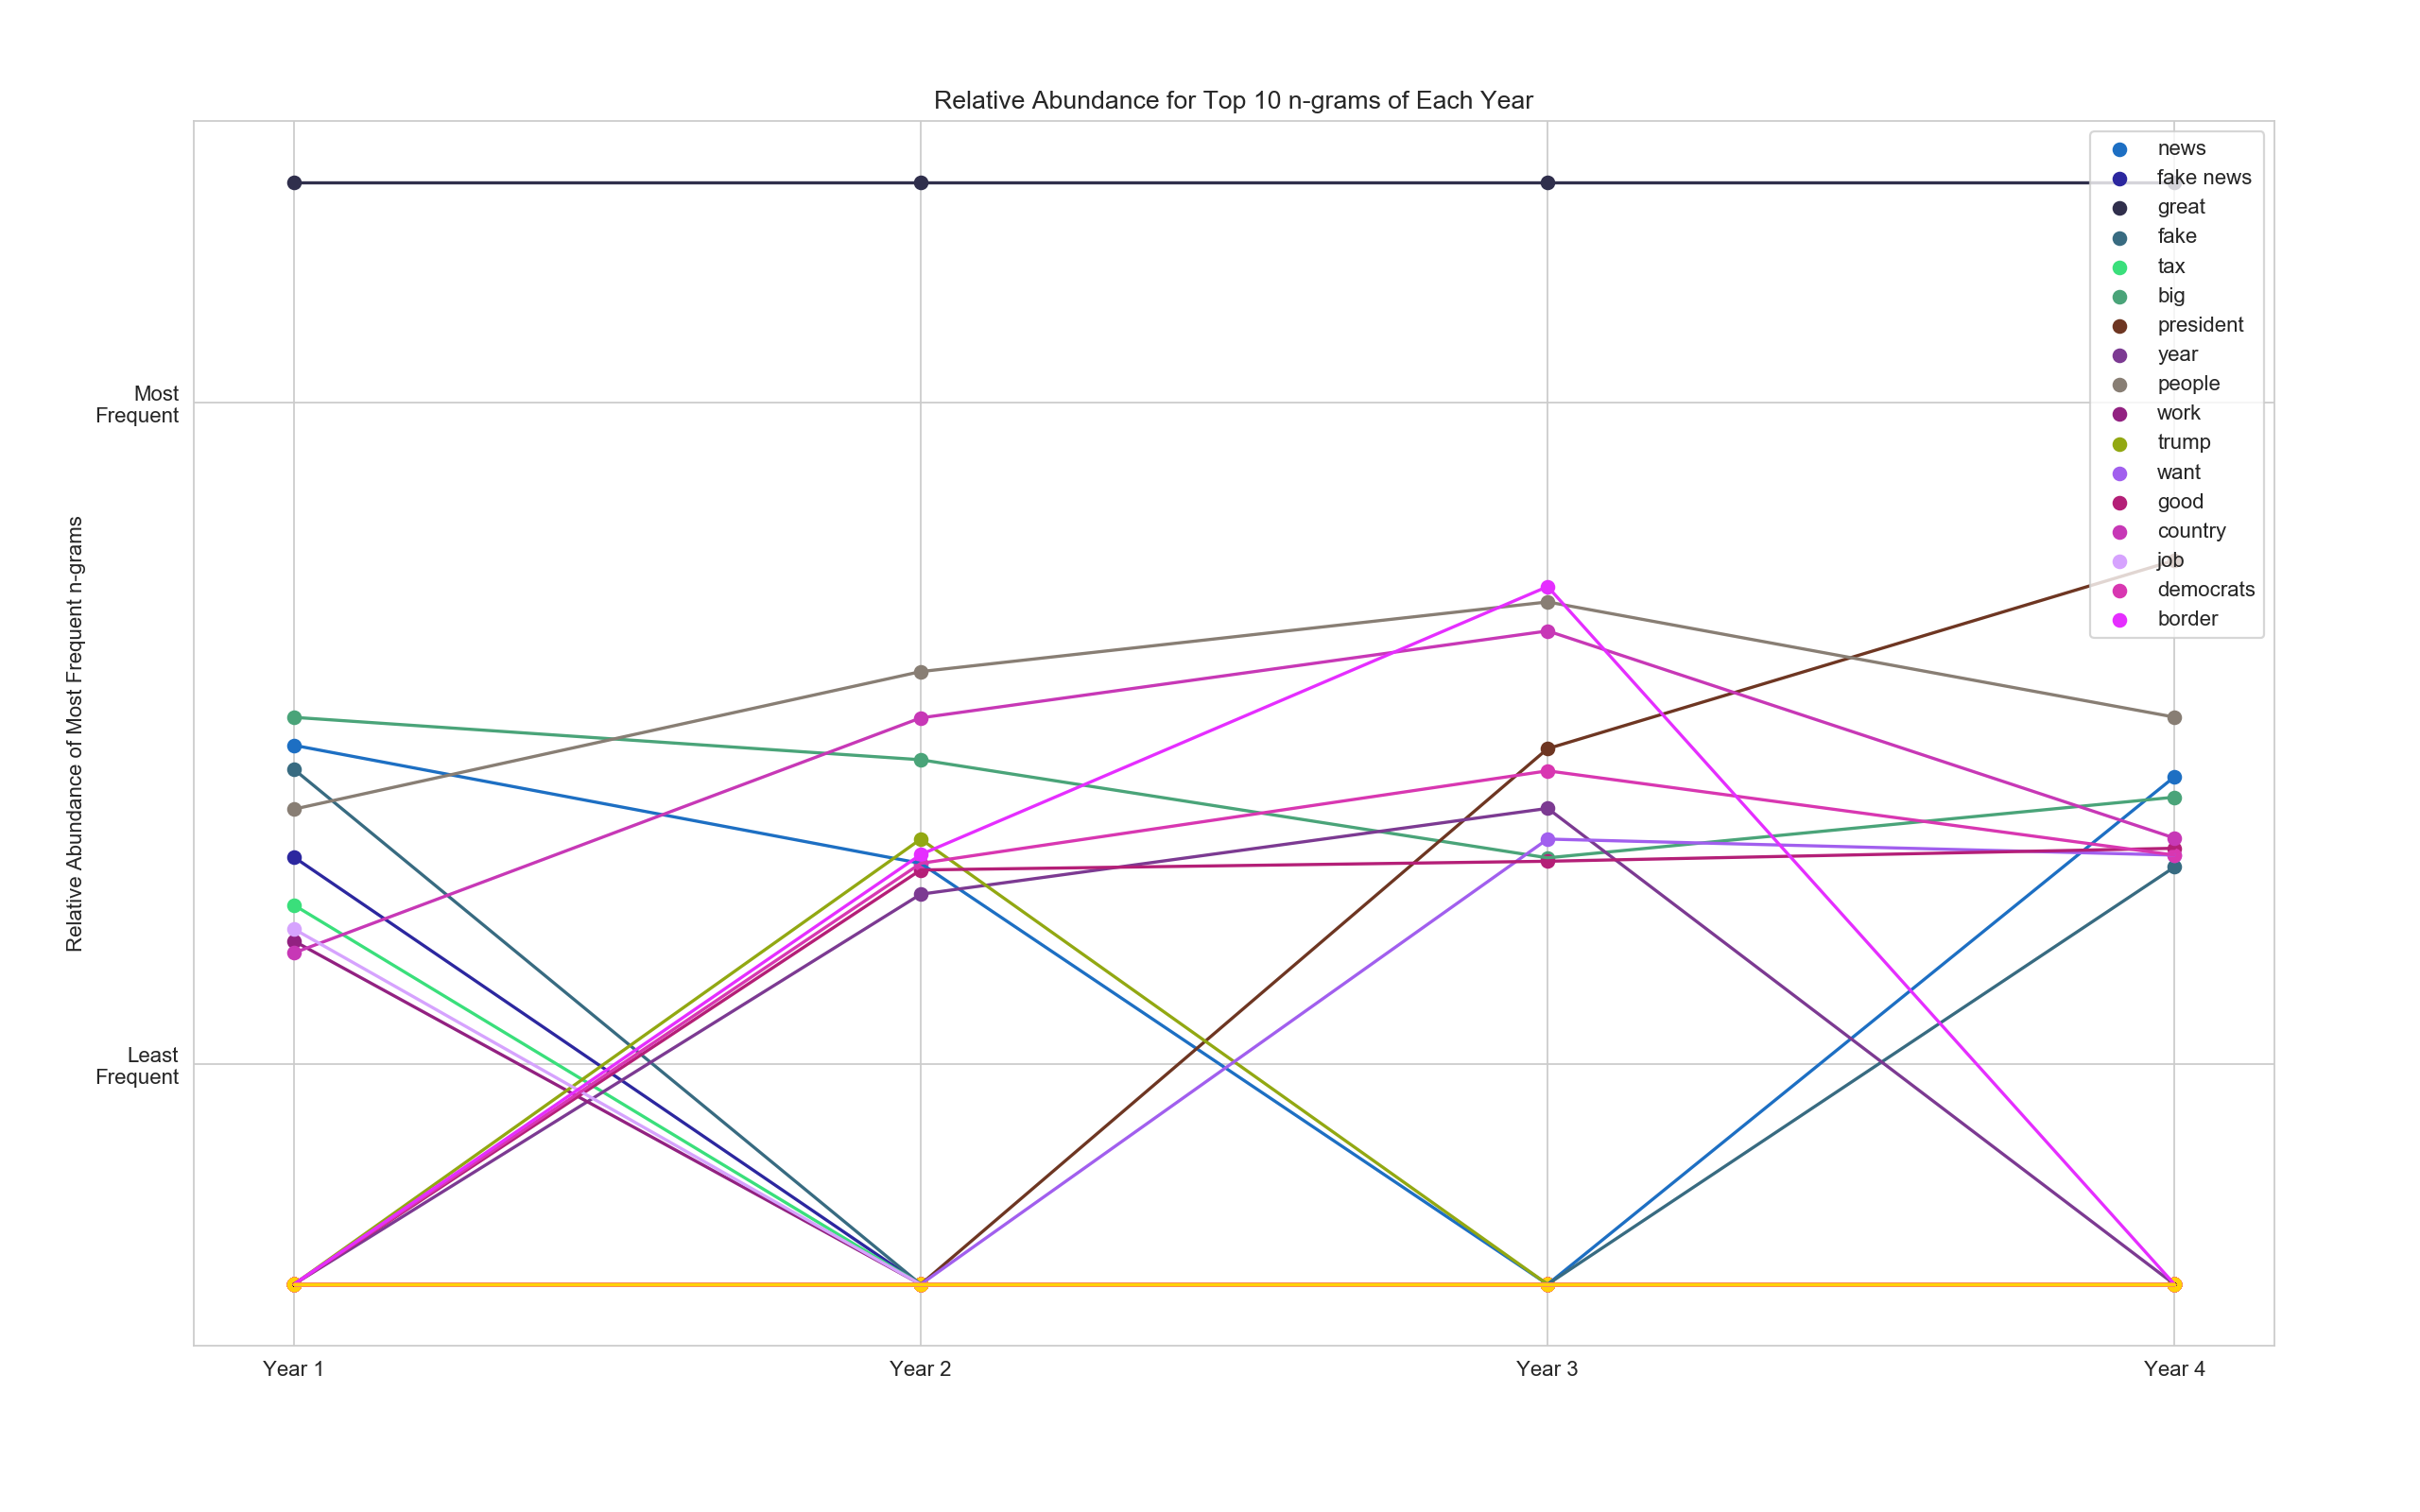 Relative Abundance for Top 10 n-grams of Each Year
Relative Abundance of Most Frequent n-grams
Most
Frequent
Least
Frequent
news
fake news
great
fake
tax
big
president
year
people
work
trump
want
good
country
job
democrats
border
Year 1
Year 2
Year 3
Year 4